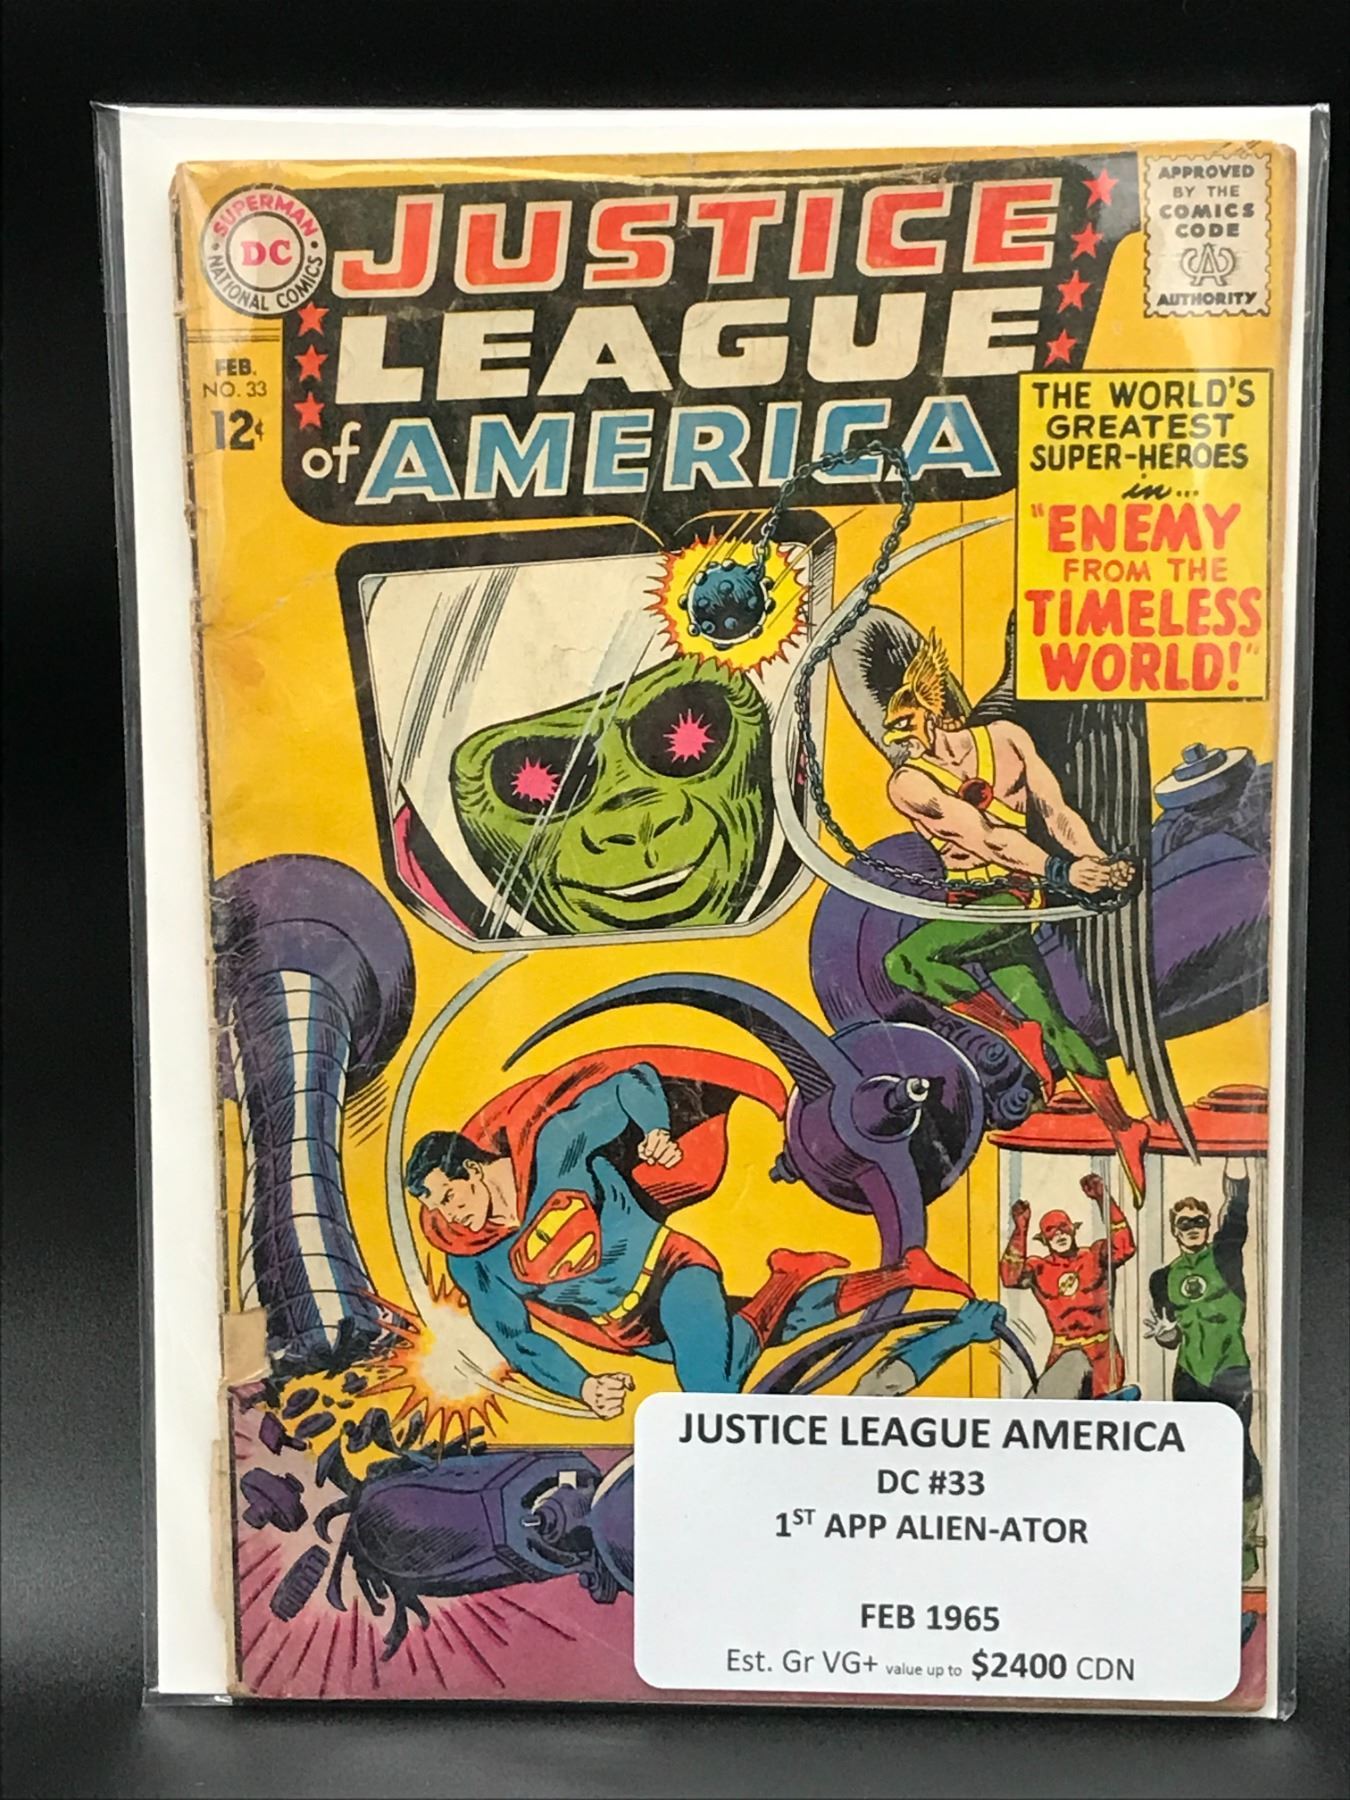 SUPERMAN
DC
NATIONAL COMICS
FEB.
NO. 33
12¢
JUSTICE
LEAGUE
of AMERICA
APPROVED
BY THE
COMICS
CODE
CA
AUTHORITY
THE WORLD'S
GREATEST
SUPER-HEROES
in...
"ENEMY
FROM THE
TIMELESS
WORLD!"
S
JUSTICE LEAGUE AMERICA
DC #33
1ST APP ALIEN-ATOR
FEB 1965
Est. Gr VG+ value up to $2400 CDN